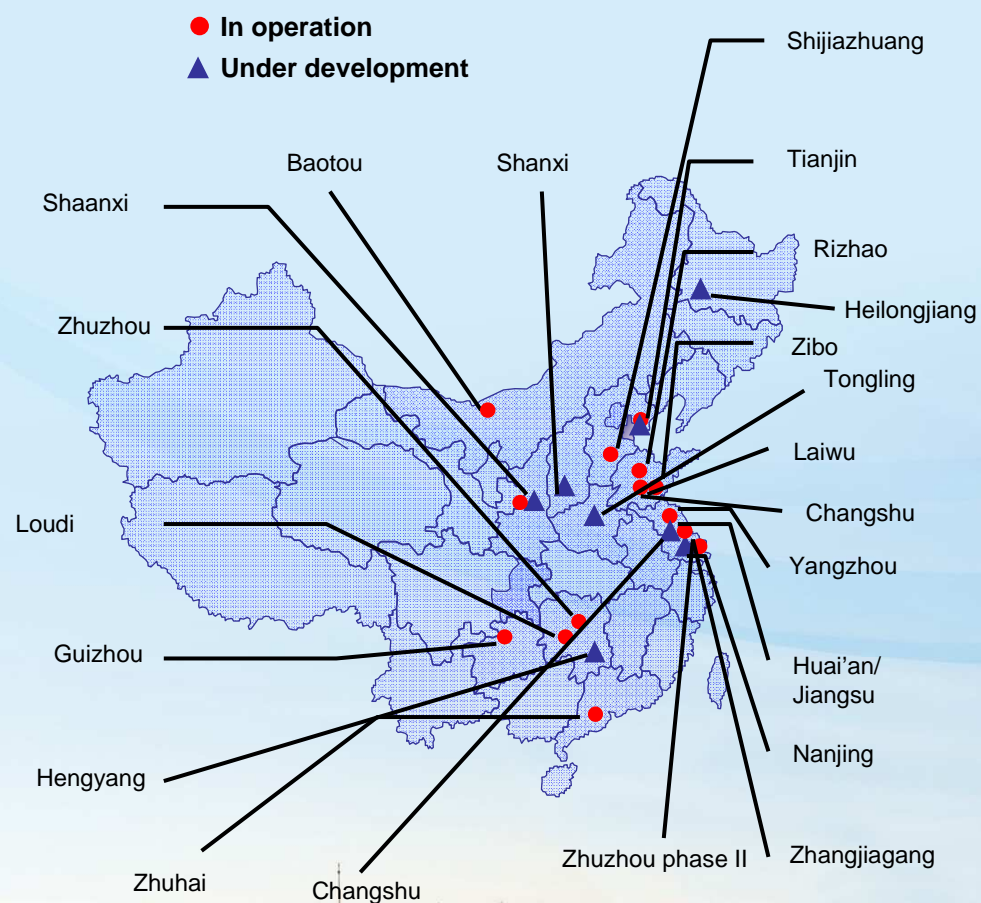 In operation
Under development
Shijiazhuang
Baotou
Shanxi
Tianjin
Shaanxi
Rizhao
Heilongjiang
Zhuzhou
Zibo
Tongling
Laiwu
Changshu
Loudi
Yangzhou
Guizhou
Huai'an/
Jiangsu
Nanjing
Hengyang
Zhuzhou phase II
Zhangjiagang
Zhuhai
Changshu